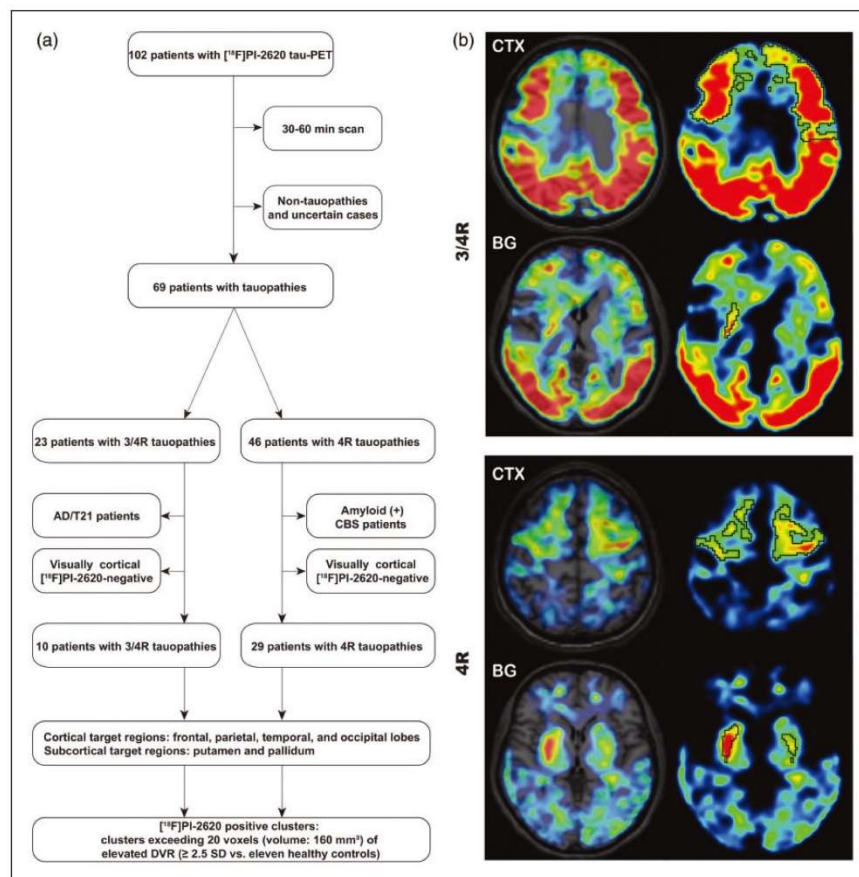 (a)
102 patients with [¹⁸F]PI-2620 tau-PET
30-60 min scan
Non-tauopathies
and uncertain cases
69 patients with tauopathies
23 patients with 3/4R tauopathies
46 patients with 4R tauopathies
AD/T21 patients
Amyloid (+)
CBS patients
Visually cortical
[¹⁸F]PI-2620-negative
Visually cortical
[¹⁸F]PI-2620-negative
10 patients with 3/4R tauopathies
29 patients with 4R tauopathies
Cortical target regions: frontal, parietal, temporal, and occipital lobes
Subcortical target regions: putamen and pallidum
[¹⁸F]PI-2620 positive clusters:
clusters exceeding 20 voxels (volume: 160 mm³) of
elevated DVR (≥ 2.5 SD vs. eleven healthy controls)
(b)
CTX
3/4R
BG
CTX
4R
BG